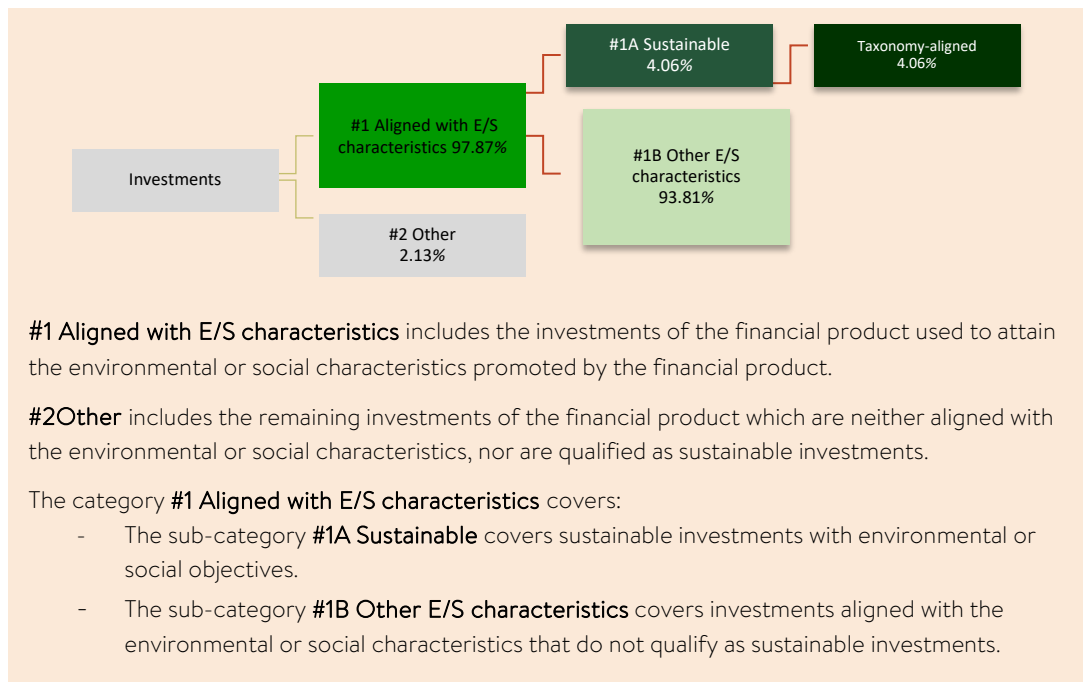 #1A Sustainable
4.06%
Taxonomy-aligned
4.06%
#1 Aligned with E/S
characteristics 97.87%
#1B Other E/S
characteristics
93.81%
Investments
#2 Other
2.13%
#1 Aligned with E/S characteristics includes the investments of the financial product used to attain
the environmental or social characteristics promoted by the financial product.
#2Other includes the remaining investments of the financial product which are neither aligned with
the environmental or social characteristics, nor are qualified as sustainable investments.
The category #1 Aligned with E/S characteristics covers:
- The sub-category #1A Sustainable covers sustainable investments with environmental or
social objectives.
- The sub-category #1B Other E/S characteristics covers investments aligned with the
environmental or social characteristics that do not qualify as sustainable investments.